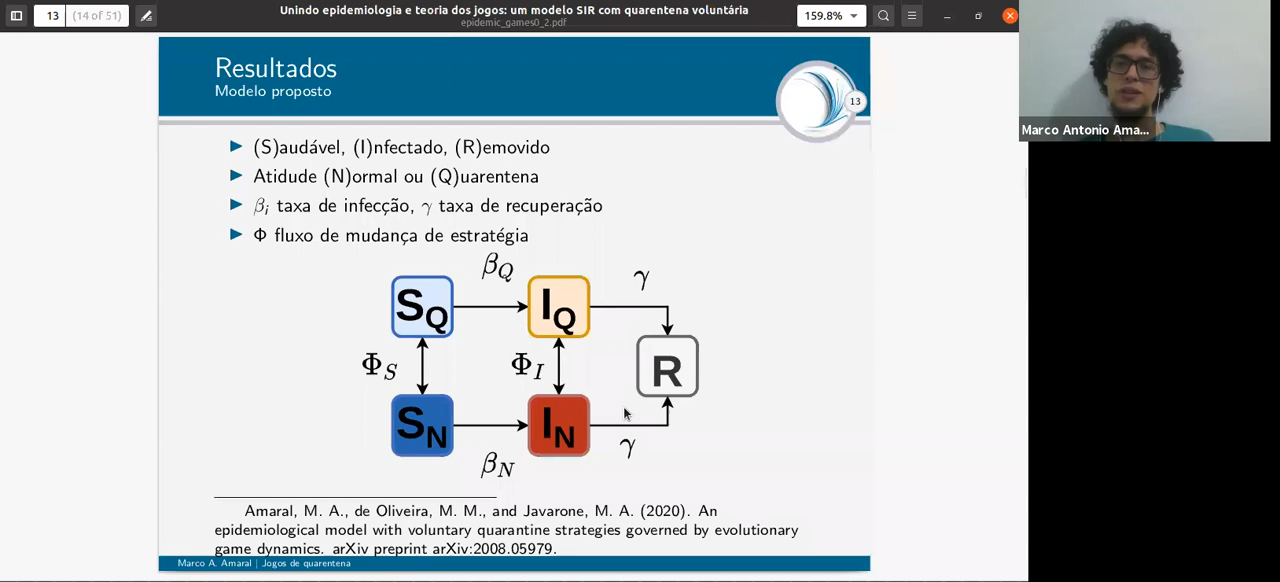 13
(14 of 51)
Unindo epidemiologia e teoria dos jogos: um modelo SIR com quarentena voluntária
epidemic_games0_2.pdf
159.8%
Marco Antonio Ama...
Resultados
Modelo proposto
13
(S)audável, (I)nfectado, (R)emovido
Atidude (N)ormal ou (Q)uarentena
βi taxa de infecção, γ taxa de recuperação
Φ fluxo de mudança de estratégia
βQ
γ
SQ
IQ
ΦS
ΦI
R
SN
IN
βN
γ
Amaral, M. A., de Oliveira, M. M., and Javarone, M. A. (2020). An
epidemiological model with voluntary quarantine strategies governed by evolutionary
game dynamics. arXiv preprint arXiv:2008.05979.
Marco A. Amaral | Jogos de quarentena